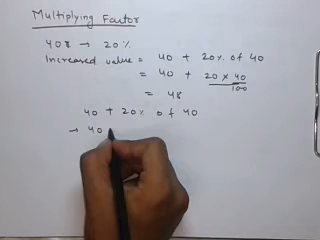 Multiplying Factor
40₹ → 20%
Increased value = 40 + 20% of 40
= 40 + 20 × 40 / 100
= 48
40 + 20% of 40
→ 40